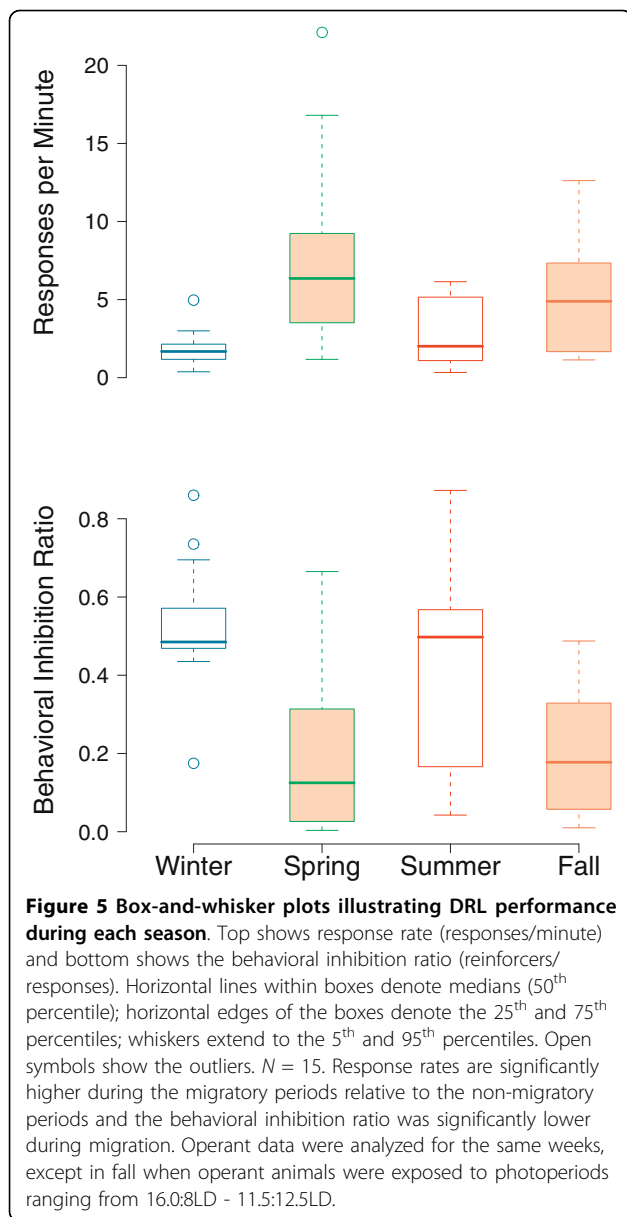 Responses per Minute
20
15
10
5
0
Behavioral Inhibition Ratio
0.8
0.6
0.4
0.2
0.0
Winter Spring Summer Fall
Figure 5 Box-and-whisker plots illustrating DRL performance
during each season. Top shows response rate (responses/minute)
and bottom shows the behavioral inhibition ratio (reinforcers/
responses). Horizontal lines within boxes denote medians (50th
percentile); horizontal edges of the boxes denote the 25th and 75th
percentiles; whiskers extend to the 5th and 95th percentiles. Open
symbols show the outliers. N = 15. Response rates are significantly
higher during the migratory periods relative to the non-migratory
periods and the behavioral inhibition ratio was significantly lower
during migration. Operant data were analyzed for the same weeks,
except in fall when operant animals were exposed to photoperiods
ranging from 16.0:8LD - 11.5:12.5LD.